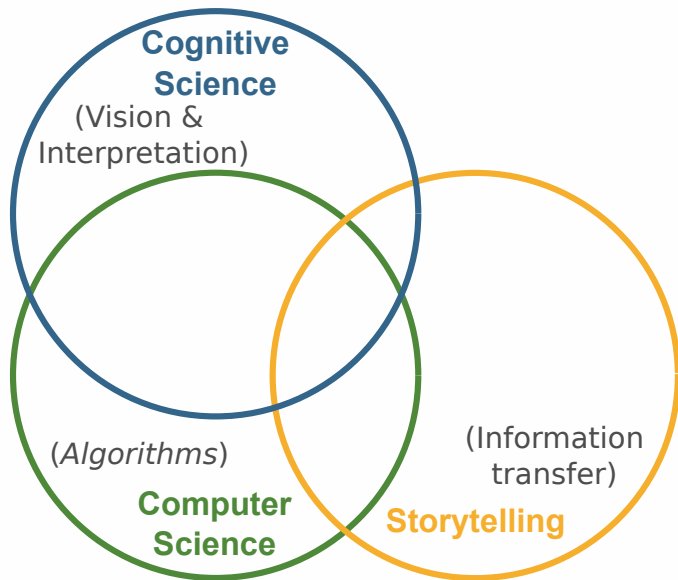 Cognitive
Science
(Vision &
Interpretation)
(Algorithms)
Computer
Science
(Information
transfer)
Storytelling